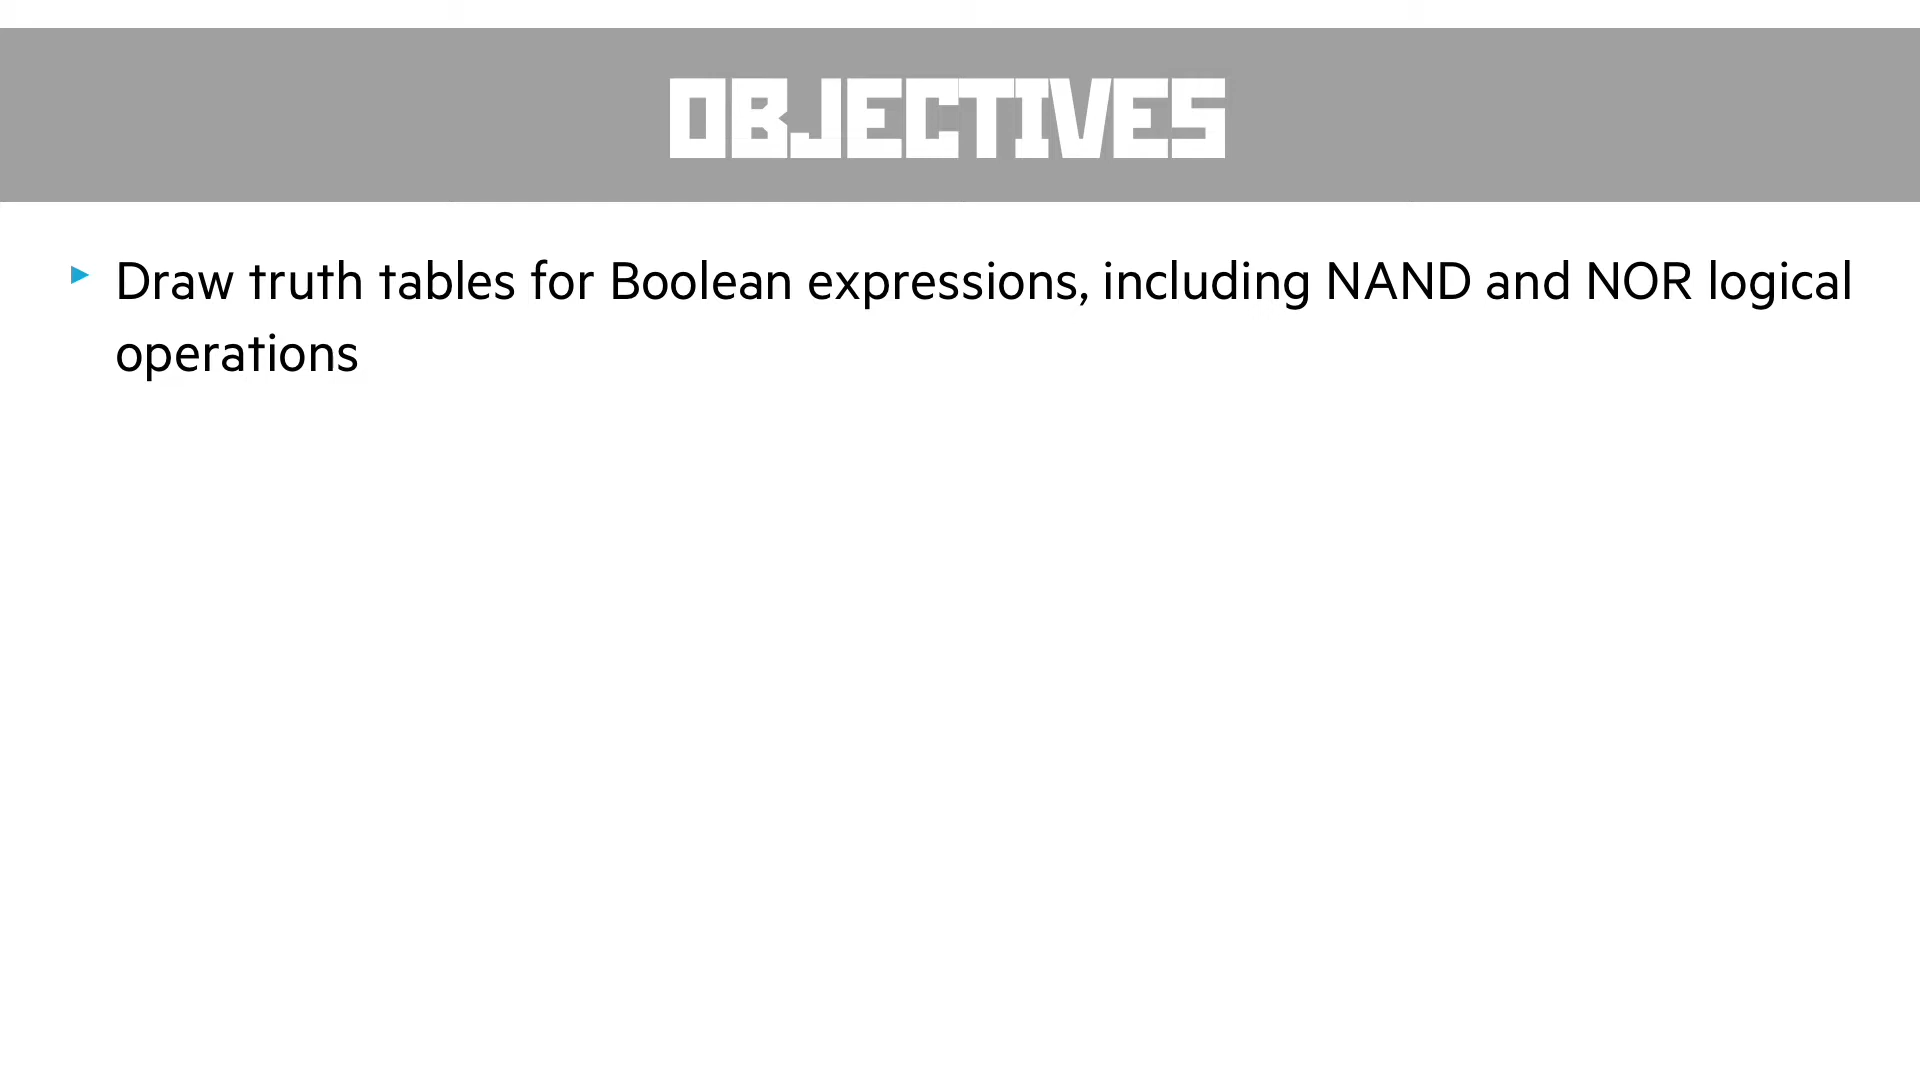 OBJECTIVES
Draw truth tables for Boolean expressions, including NAND and NOR logical
operations